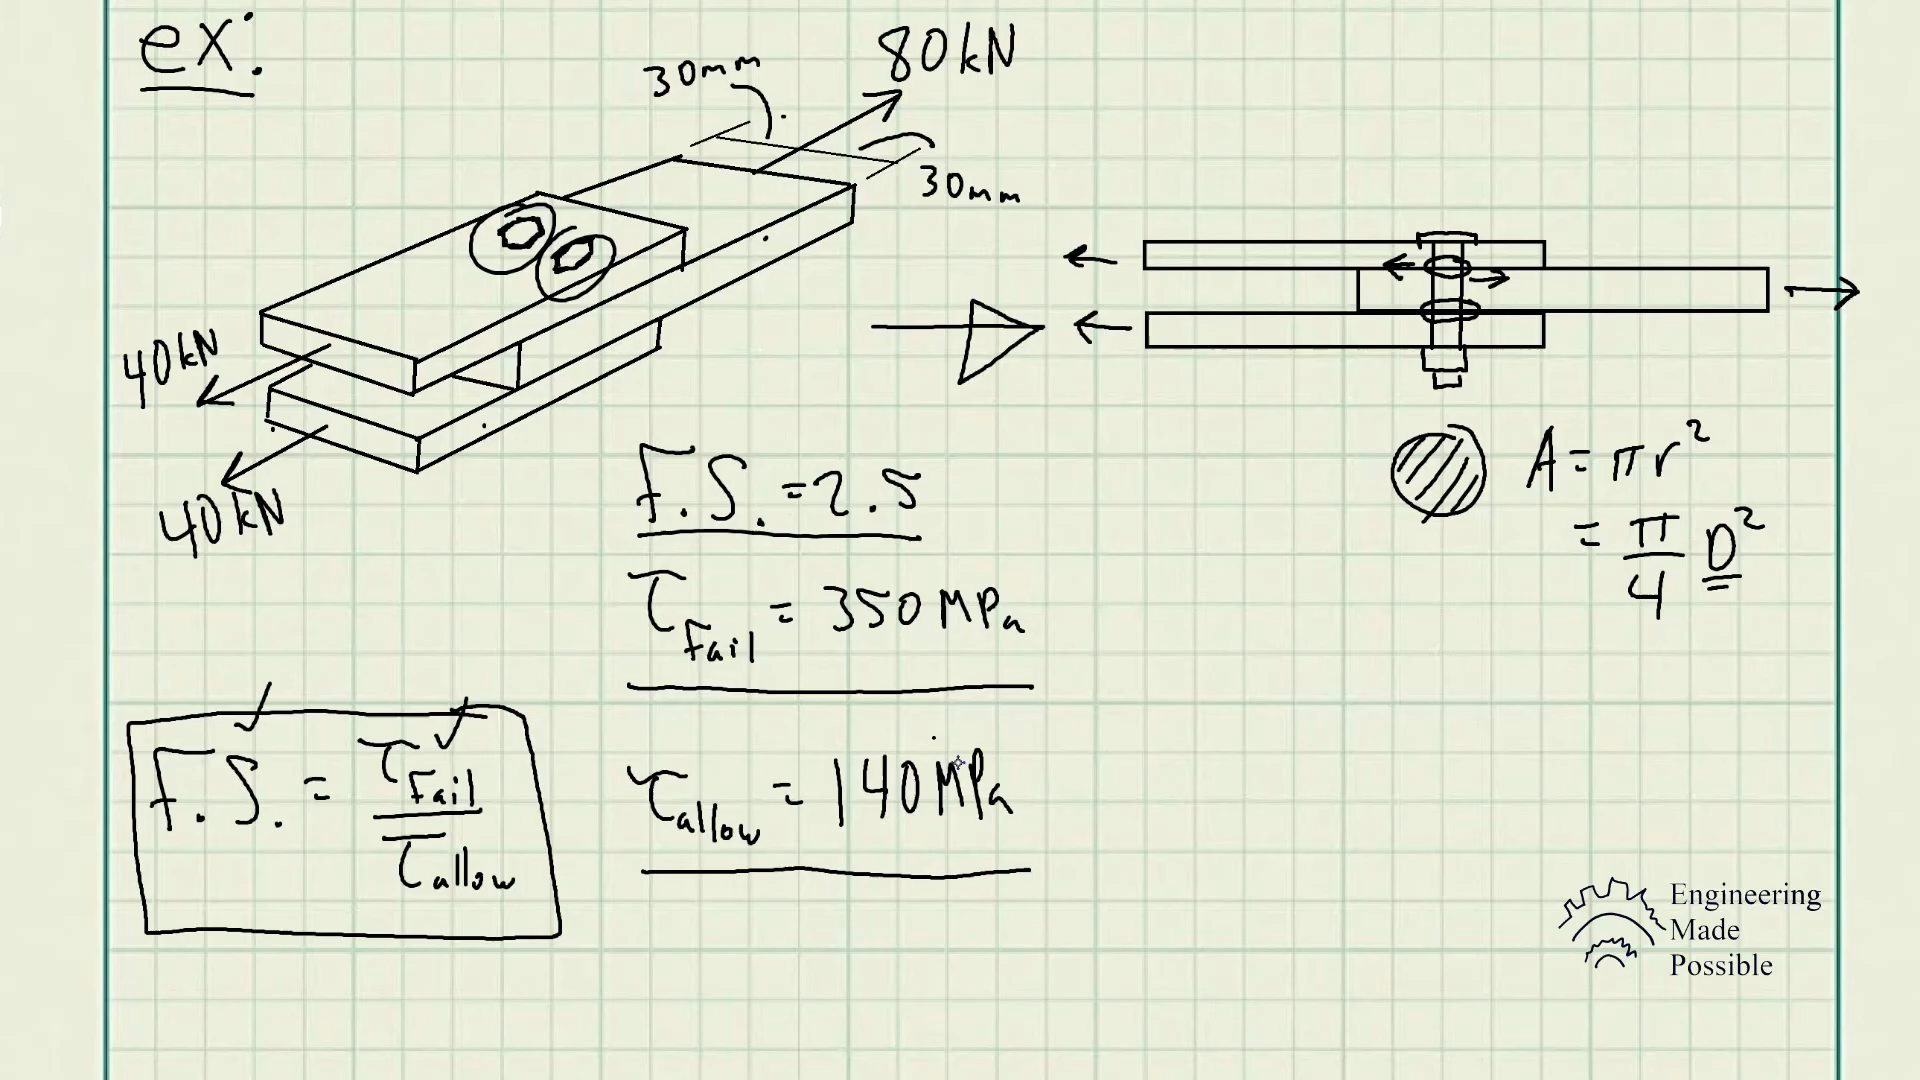 ex:
30mm
80kN
30mm
40kN
40kN
F.S. = 2.5
τFail = 350 MPa
F.S. = τFail / τallow
τallow = 140 MPa
A = πr²
= π/4 D²
Engineering
Made
Possible